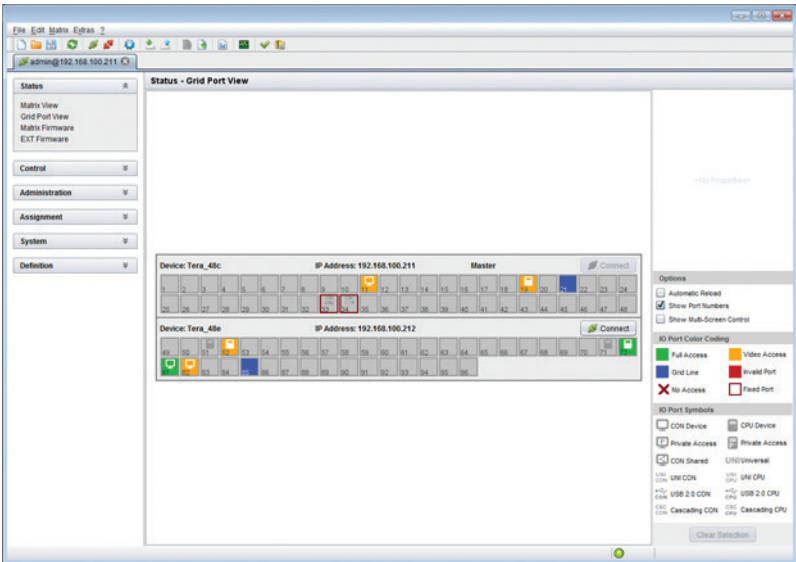 File Edit Matrix Extras ?
admin@192.168.100.211
Status
Matrix View
Grid Port View
Matrix Firmware
EXT Firmware
Control
Administration
Assignment
System
Definition
Status - Grid Port View
Device: Tera_48c IP Address: 192.168.100.211 Master Connect
1 2 3 4 5 6 7 8 9 10 11 12 13 14 15 16 17 18 19 20 21 22 23 24
25 26 27 28 29 30 31 32 33 34 35 36 37 38 39 40 41 42 43 44 45 46 47 48
Device: Tera_48e IP Address: 192.168.100.212 Connect
49 50 51 52 53 54 55 56 57 58 59 60 61 62 63 64 65 66 67 68 69 70 71 72
81 82 83 84 85 86 87 88 89 90 91 92 93 94 95 96
<No Properties>
Options
Automatic Reload
Show Port Numbers
Show Multi-Screen Control
IO Port Color Coding
Full Access Video Access
Grid Line Invalid Port
No Access Fixed Port
IO Port Symbols
CON Device CPU Device
Private Access Private Access
CON Shared UNI Universal
UNI CON UNI CON UNI CPU UNI CPU
CON USB 2.0 CON CPU USB 2.0 CPU
CSC CON Cascading CON CSC CPU Cascading CPU
Clear Selection